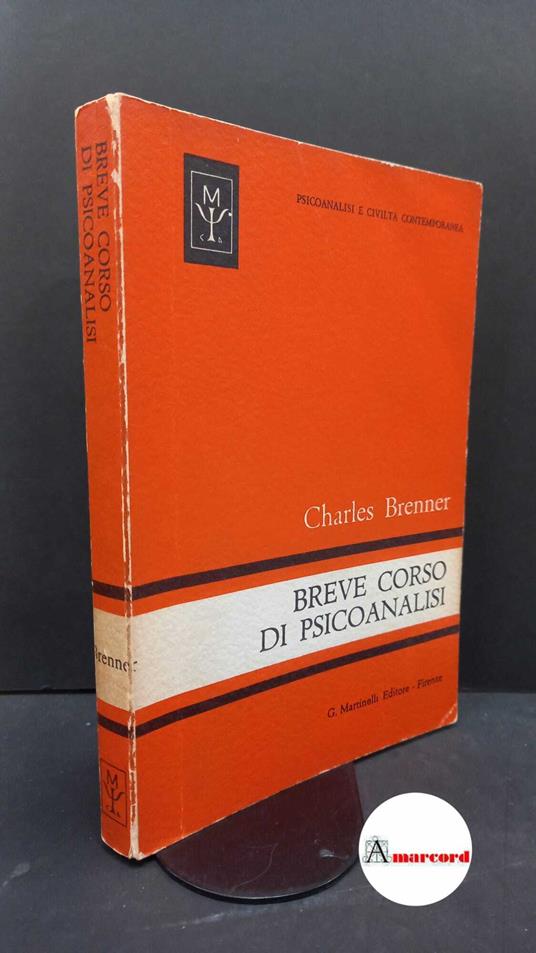 BREVE CORSO
DI PSICOANALISI
Brenner
M
C D
M
C D
PSICOANALISI E CIVILTÀ CONTEMPORANEA
Charles Brenner
BREVE CORSO
DI PSICOANALISI
G. Martinelli Editore - Firenze
Amarcord